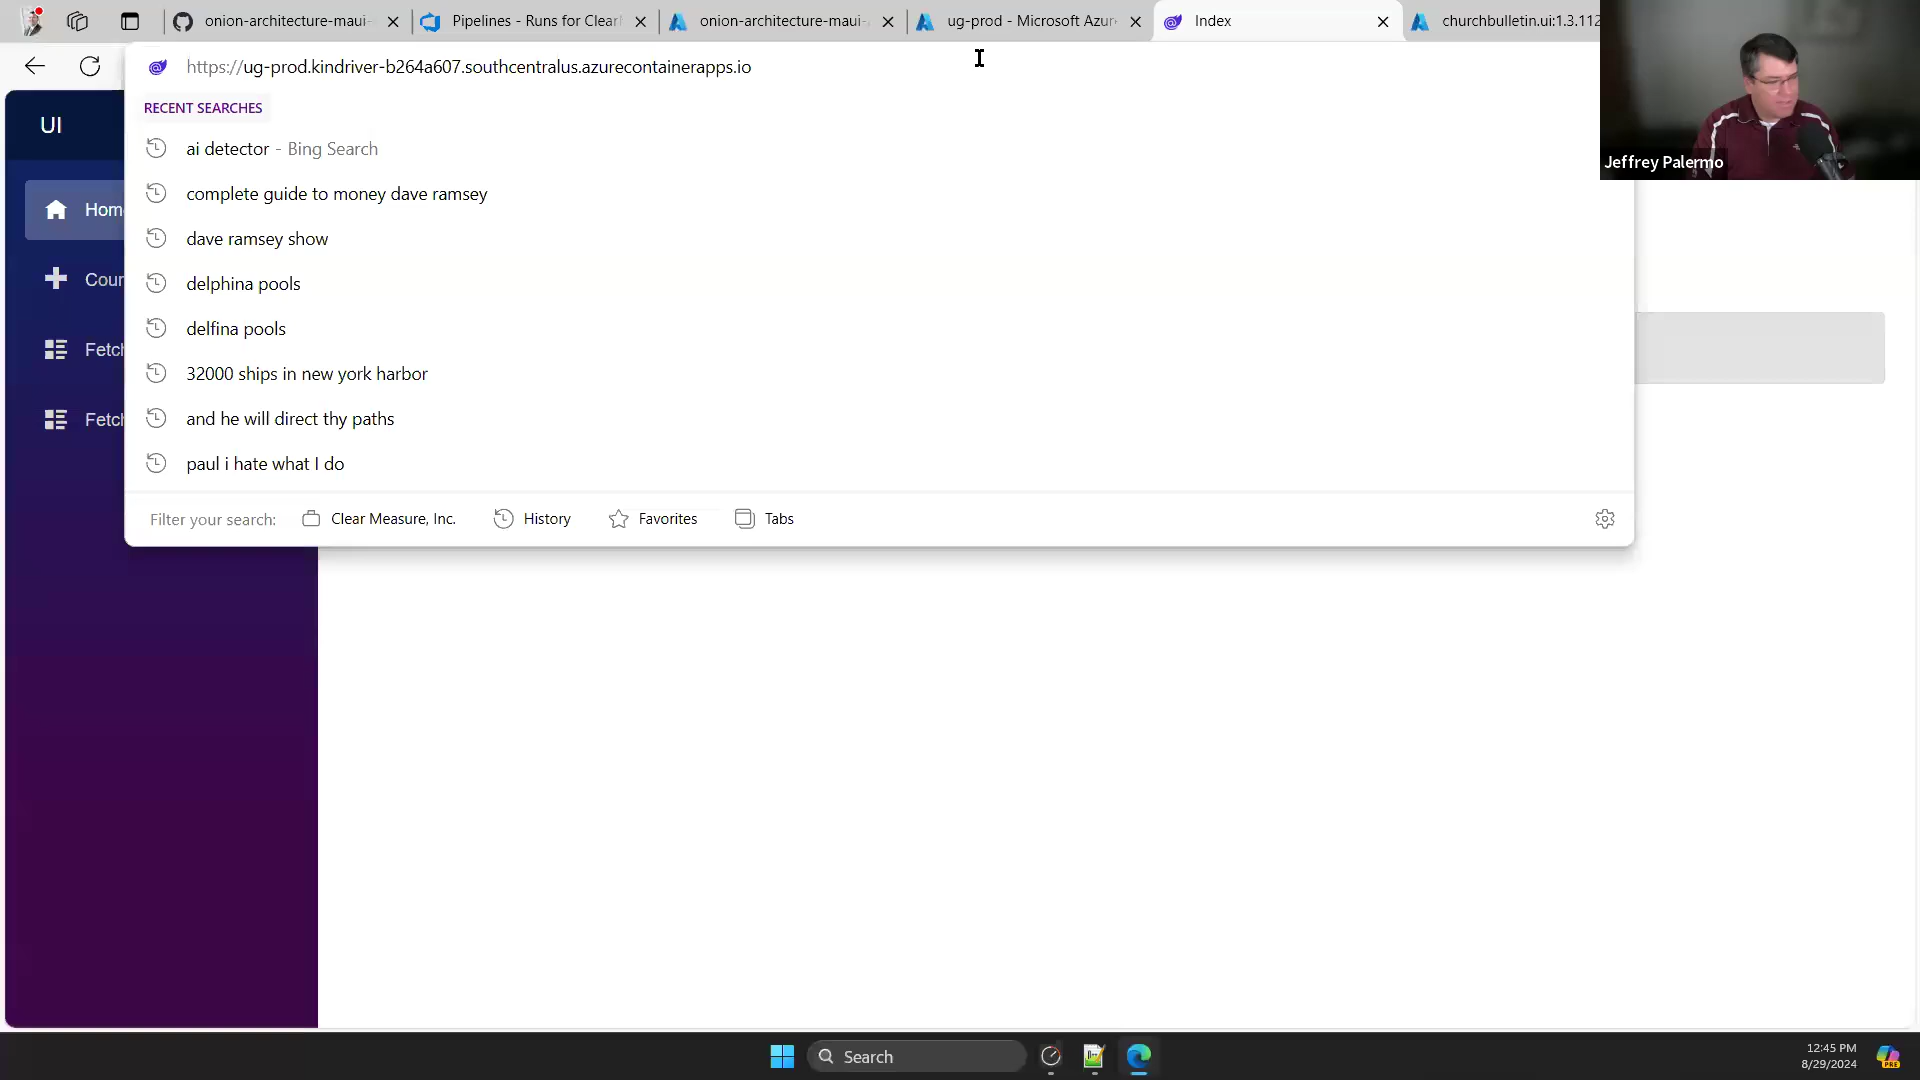 onion-architecture-maui-
Pipelines - Runs for Clear
onion-architecture-maui-
ug-prod - Microsoft Azur
Index
churchbulletin.ui:1.3.112
https://ug-prod.kindriver-b264a607.southcentralus.azurecontainerapps.io
RECENT SEARCHES
UI
ai detector - Bing Search
complete guide to money dave ramsey
Hom
dave ramsey show
Cour
delphina pools
delfina pools
Fetch
32000 ships in new york harbor
Fetch
and he will direct thy paths
paul i hate what I do
Filter your search:
Clear Measure, Inc.
History
Favorites
Tabs
Jeffrey Palermo
Search
12:45 PM
8/29/2024
PRE